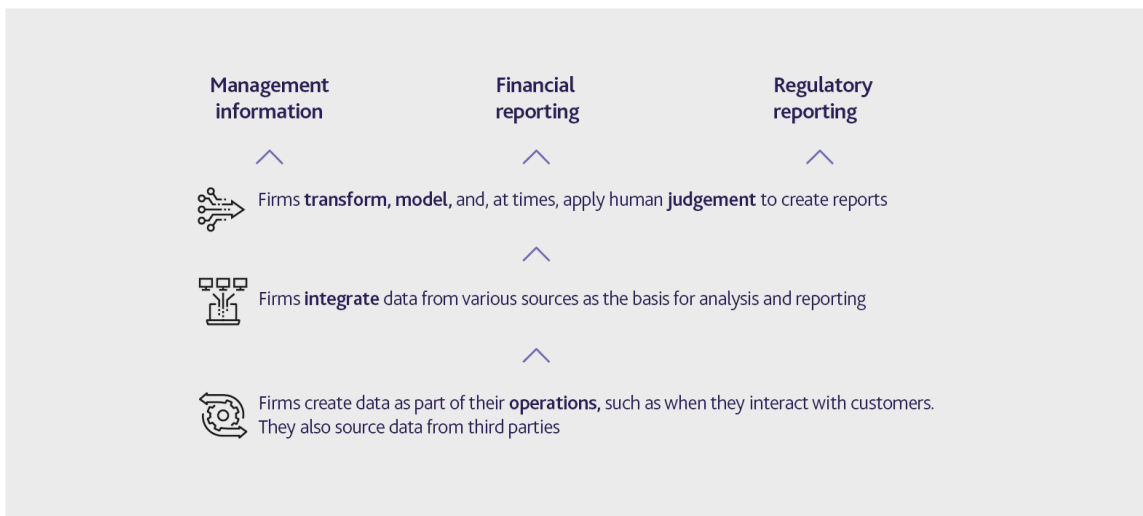 Management
information
Financial
reporting
Regulatory
reporting
Firms transform, model, and, at times, apply human judgement to create reports
Firms integrate data from various sources as the basis for analysis and reporting
Firms create data as part of their operations, such as when they interact with customers.
They also source data from third parties